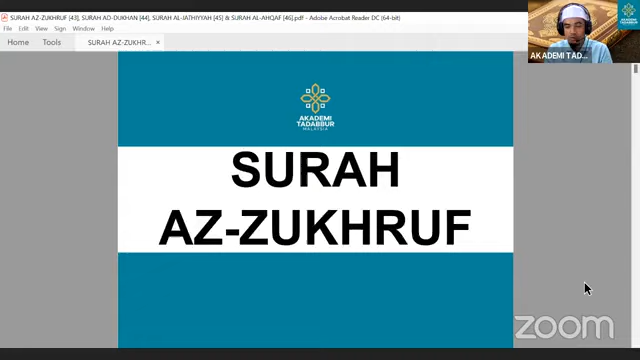 SURAH AZ-ZUKHRUF [43], SURAH AD-DUKHAN [44], SURAH AL-JATHIYYAH [45] & SURAH AL-AHQAF [46].pdf - Adobe Acrobat Reader DC (64-bit)
File Edit View Sign Window Help
Home Tools SURAH AZ-ZUKHR... ×
AKADEMI TAD...
AKADEMI
TADABBUR
MALAYSIA
SURAH
AZ-ZUKHRUF
zoom